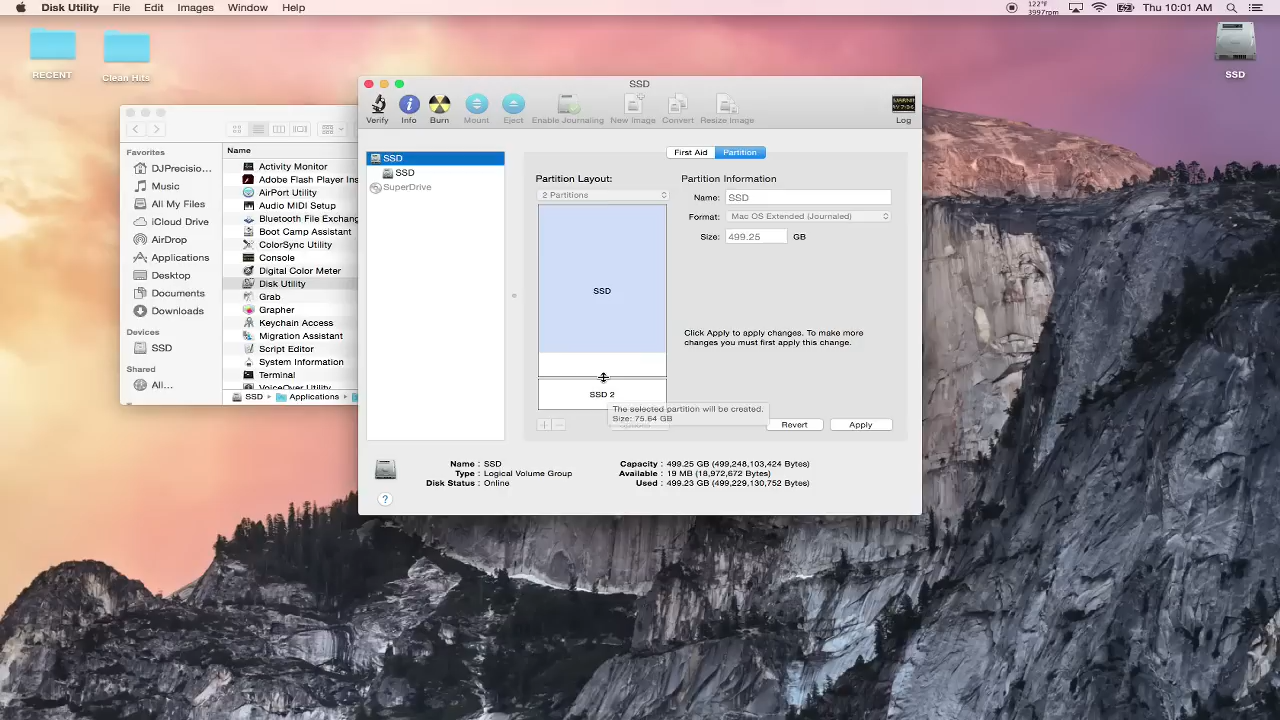 Disk Utility File Edit Images Window Help
122°F
3997rpm
Thu 10:01 AM
RECENT
Clean Hits
SSD
SSD
Verify Info Burn Mount Eject Enable Journaling New Image Convert Resize Image Log
Favorites
DJPrecisio...
Music
All My Files
iCloud Drive
AirDrop
Applications
Desktop
Documents
Downloads
Devices
SSD
Shared
All...
Name
Activity Monitor
Adobe Flash Player Ins
AirPort Utility
Audio MIDI Setup
Bluetooth File Exchang
Boot Camp Assistant
ColorSync Utility
Console
Digital Color Meter
Disk Utility
Grab
Grapher
Keychain Access
Migration Assistant
Script Editor
System Information
Terminal
VoiceOver Utility
SSD Applications
SSD
SSD
SuperDrive
First Aid Partition
Partition Layout:
2 Partitions
SSD
SSD 2
The selected partition will be created.
Size: 75.64 GB
Partition Information
Name: SSD
Format: Mac OS Extended (Journaled)
Size: 499.25 GB
Click Apply to apply changes. To make more
changes you must first apply this change.
Revert Apply
Name : SSD
Type : Logical Volume Group
Disk Status : Online
Capacity : 499.25 GB (499,248,103,424 Bytes)
Available : 19 MB (18,972,672 Bytes)
Used : 499.23 GB (499,229,130,752 Bytes)
?